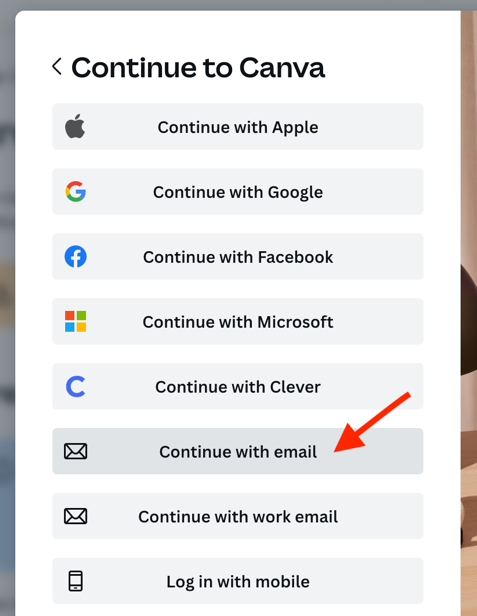 Continue to Canva
Continue with Apple
Continue with Google
Continue with Facebook
Continue with Microsoft
Continue with Clever
Continue with email
Continue with work email
Log in with mobile